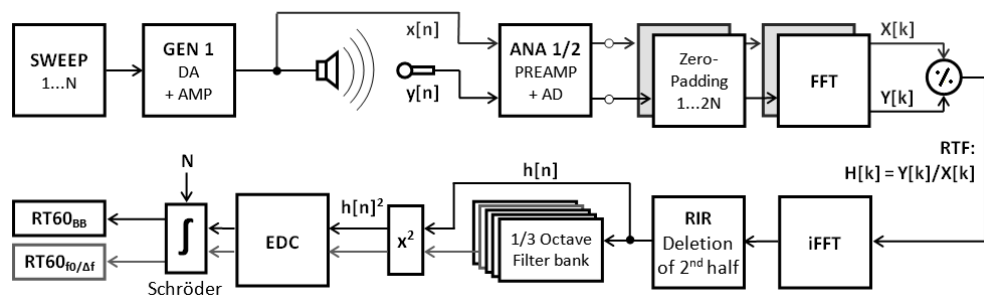 SWEEP
1...N
GEN 1
DA
+ AMP
x[n]
y[n]
ANA 1/2
PREAMP
+ AD
Zero-
Padding
1...2N
FFT
X[k]
Y[k]
٪
RTF:
H[k] = Y[k]/X[k]
iFFT
RIR
Deletion
of 2nd half
h[n]
1/3 Octave
Filter bank
x²
h[n]²
EDC
N
∫
Schröder
RT60BB
RT60f0/Δf